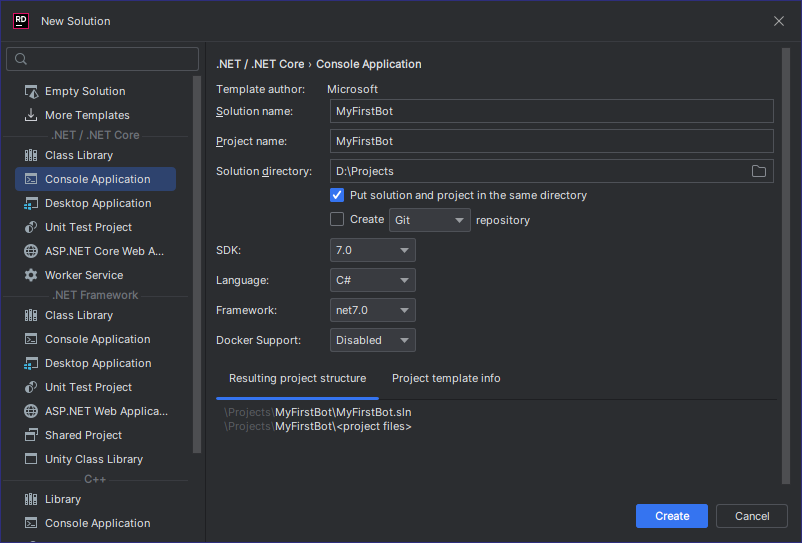 RD New Solution
Empty Solution
More Templates
.NET / .NET Core
Class Library
Console Application
Desktop Application
Unit Test Project
ASP.NET Core Web A...
Worker Service
.NET Framework
Class Library
Console Application
Desktop Application
Unit Test Project
ASP.NET Web Applica...
Shared Project
Unity Class Library
C++
Library
Console Application
.NET / .NET Core › Console Application
Template author: Microsoft
Solution name: MyFirstBot
Project name: MyFirstBot
Solution directory: D:\Projects
Put solution and project in the same directory
Create Git repository
SDK: 7.0
Language: C#
Framework: net7.0
Docker Support: Disabled
Resulting project structure Project template info
\Projects\MyFirstBot\MyFirstBot.sln
\Projects\MyFirstBot\<project files>
Create Cancel